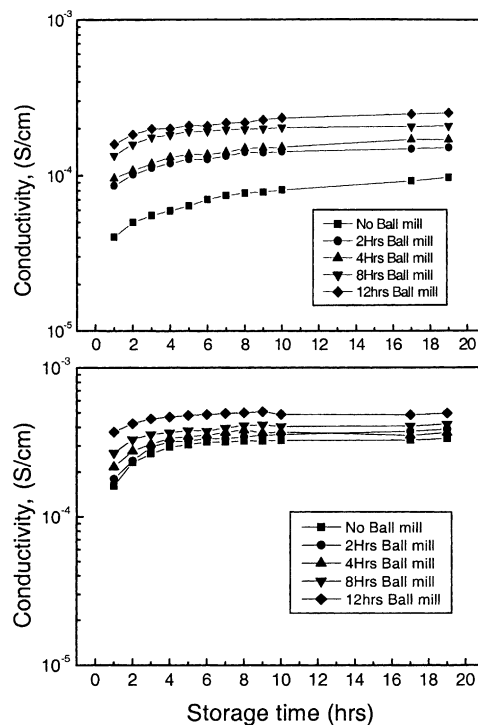 10⁻³
10⁻⁴
10⁻⁵
Conductivity, (S/cm)
No Ball mill
2Hrs Ball mill
4Hrs Ball mill
8Hrs Ball mill
12hrs Ball mill
0 2 4 6 8 10 12 14 16 18 20
10⁻³
10⁻⁴
10⁻⁵
Conductivity, (S/cm)
No Ball mill
2Hrs Ball mill
4Hrs Ball mill
8Hrs Ball mill
12hrs Ball mill
0 2 4 6 8 10 12 14 16 18 20
Storage time (hrs)